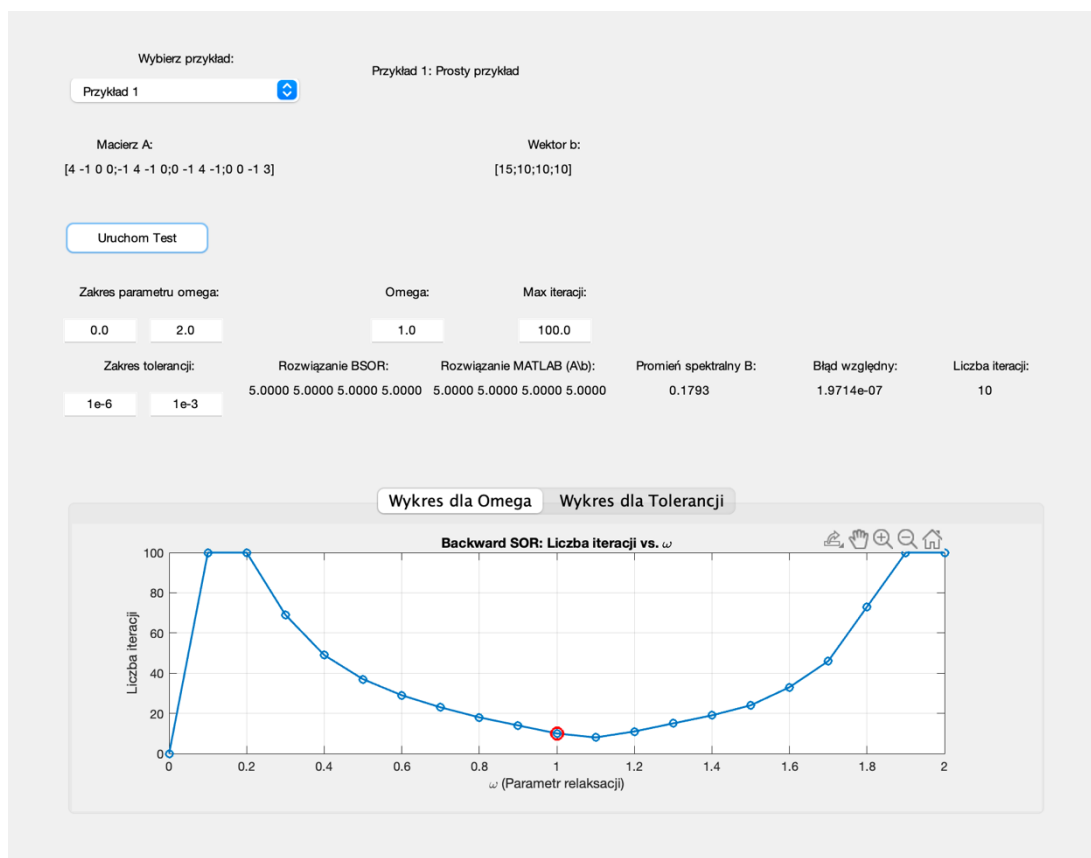 Wybierz przykład:
Przykład 1: Prosty przykład
Przykład 1
Macierz A:
Wektor b:
[4 -1 0 0;-1 4 -1 0;0 -1 4 -1;0 0 -1 3]
[15;10;10;10]
Uruchom Test
Zakres parametru omega:
Omega:
Max iteracji:
0.0
2.0
1.0
100.0
Zakres tolerancji:
Rozwiązanie BSOR:
Rozwiązanie MATLAB (A\b):
Promień spektralny B:
Błąd względny:
Liczba iteracji:
1e-6
1e-3
5.0000 5.0000 5.0000 5.0000
5.0000 5.0000 5.0000 5.0000
0.1793
1.9714e-07
10
Wykres dla Omega
Wykres dla Tolerancji
Backward SOR: Liczba iteracji vs. ω
Liczba iteracji
100
80
60
40
20
0
0
0.2
0.4
0.6
0.8
1
1.2
1.4
1.6
1.8
2
ω (Parametr relaksacji)